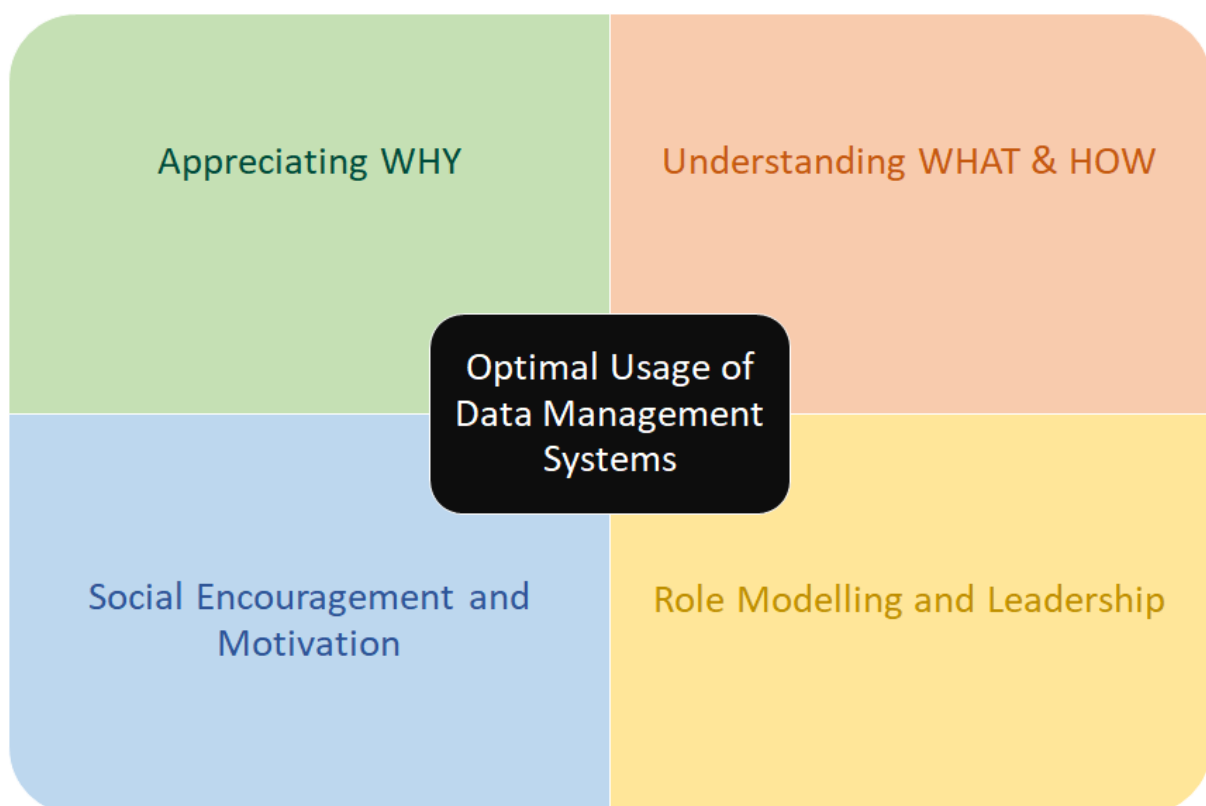 Appreciating WHY
Understanding WHAT & HOW
Optimal Usage of
Data Management
Systems
Social Encouragement and
Motivation
Role Modelling and Leadership